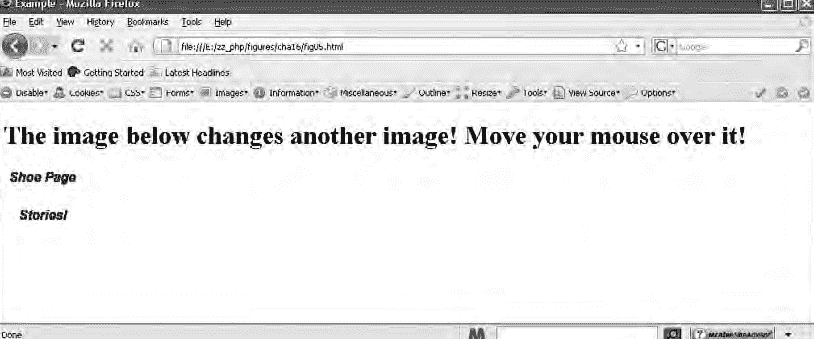 Example - Mozilla Firefox
File Edit View History Bookmarks Tools Help
file:///E:/zz_php/figures/cha16/fig05.html
Google
Most Visited Getting Started Latest Headlines
Disable Cookies CSS Forms Images Information Miscellaneous Outline Resize Tools View Source Options
The image below changes another image! Move your mouse over it!
Shoe Page
Stories!
Done